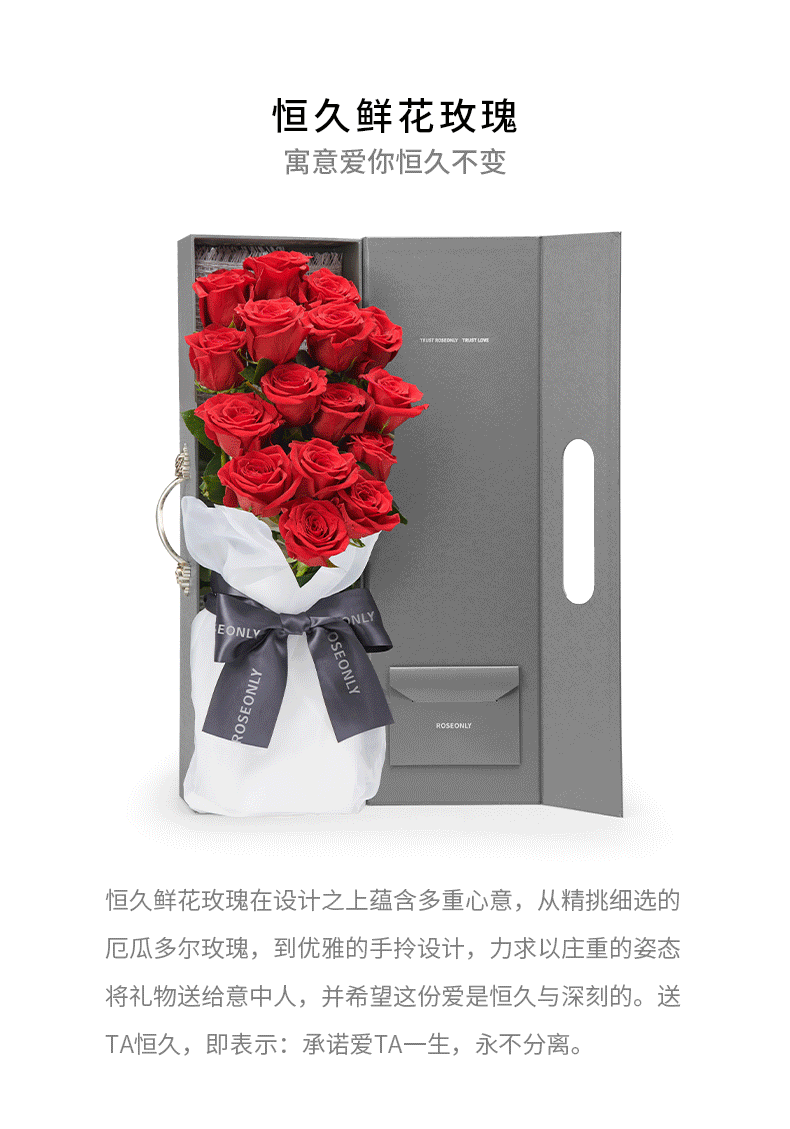 恒久鲜花玫瑰
寓意爱你恒久不变
TRUST ROSEONLY TRUST LOVE
SEONLY
ONLY
ROSEONLY
ROSEONLY
ROSEONLY
恒久鲜花玫瑰在设计之上蕴含多重心意，从精挑细选的
厄瓜多尔玫瑰，到优雅的手拎设计，力求以庄重的姿态
将礼物送给意中人，并希望这份爱是恒久与深刻的。送
TA恒久，即表示：承诺爱TA一生，永不分离。